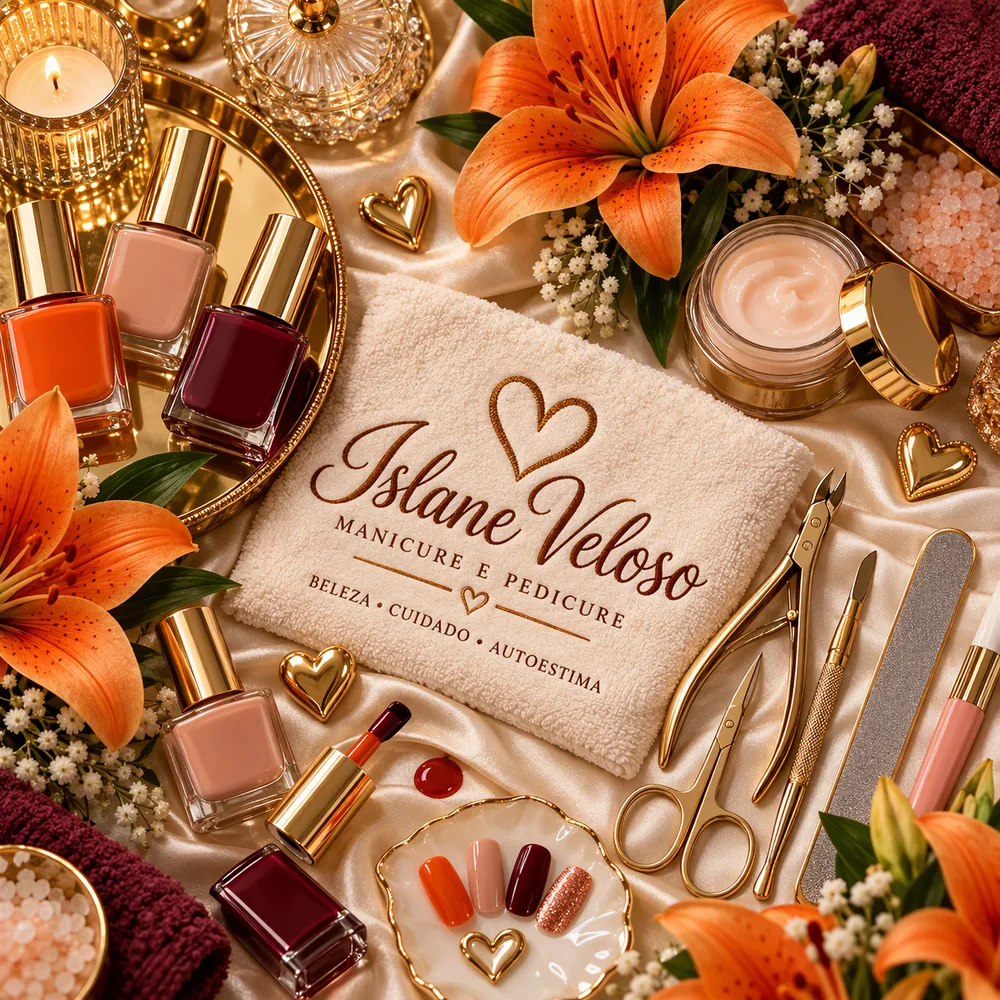 Islane Veloso
MANICURE E PEDICURE
BELEZA • CUIDADO • AUTOESTIMA